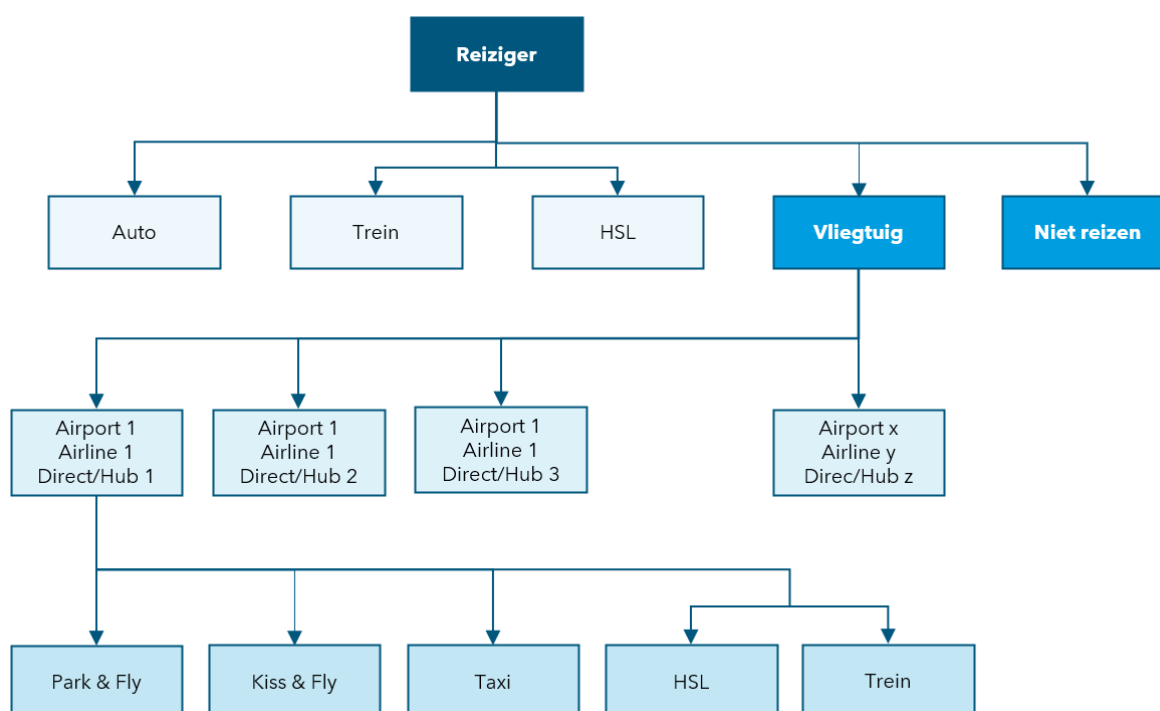 Reiziger
Auto
Trein
HSL
Vliegtuig
Niet reizen
Airport 1
Airline 1
Direct/Hub 1
Airport 1
Airline 1
Direct/Hub 2
Airport 1
Airline 1
Direct/Hub 3
Airport x
Airline y
Direc/Hub z
Park & Fly
Kiss & Fly
Taxi
HSL
Trein